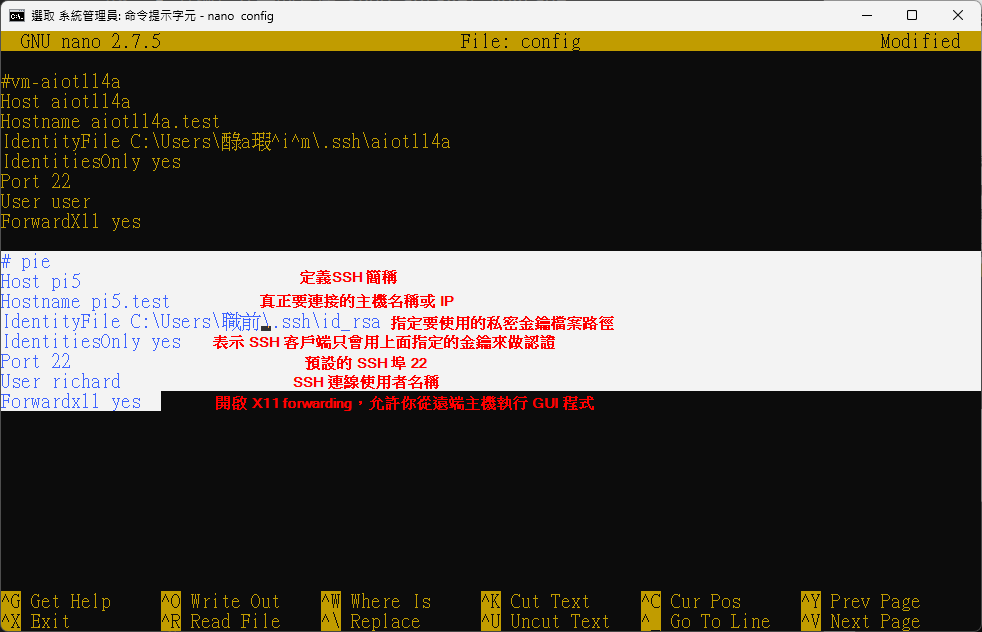 選取 系統管理員: 命令提示字元 - nano config
GNU nano 2.7.5 File: config Modified
#vm-aiot114a
Host aiot114a
Hostname aiot114a.test
IdentityFile C:\Users\醁a瑕^i^m\.ssh\aiot114a
IdentitiesOnly yes
Port 22
User user
ForwardX11 yes
# pie
Host pi5 定義SSH 簡稱
Hostname pi5.test 真正要連接的主機名稱或 IP
IdentityFile C:\Users\職前\.ssh\id_rsa 指定要使用的私密金鑰檔案路徑
IdentitiesOnly yes 表示 SSH 客戶端只會用上面指定的金鑰來做認證
Port 22 預設的 SSH 埠 22
User richard SSH 連線使用者名稱
Forwardx11 yes 開啟 X11 forwarding，允許你從遠端主機執行 GUI 程式
^G Get Help ^O Write Out ^W Where Is ^K Cut Text ^C Cur Pos ^Y Prev Page
^X Exit ^R Read File ^\ Replace ^U Uncut Text ^_ Go To Line ^V Next Page